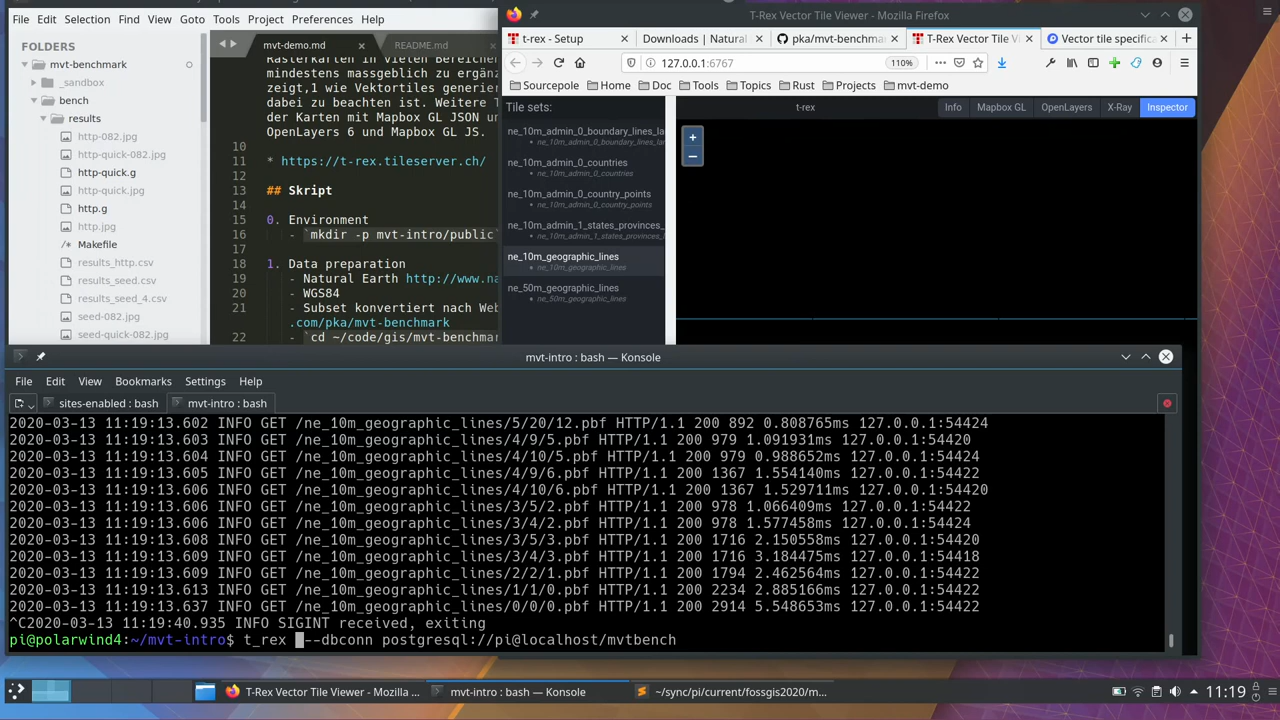 File Edit Selection Find View Goto Tools Project Preferences Help
FOLDERS
mvt-benchmark
_sandbox
bench
results
http-082.jpg
http-quick-082.jpg
http-quick.g
http-quick.jpg
http.g
http.jpg
Makefile
results_http.csv
results_seed.csv
results_seed_4.csv
seed-082.jpg
seed-quick-082.jpg
mvt-demo.md
README.md
Rasterkarten in vielen Bereichen
mindestens massgeblich zu ergänz
zeigt,1 wie Vektortiles generier
dabei zu beachten ist. Weitere T
der Karten mit Mapbox GL JSON un
OpenLayers 6 und Mapbox GL JS.
10
11 * https://t-rex.tileserver.ch/
12
13 ## Skript
14
15 0. Environment
16 - `mkdir -p mvt-intro/public`
17
18 1. Data preparation
19 - Natural Earth http://www.na
20 - WGS84
21 - Subset konvertiert nach Web
.com/pka/mvt-benchmark
22 - `cd ~/code/gis/mvt-benchmar
T-Rex Vector Tile Viewer - Mozilla Firefox
t-rex - Setup
Downloads | Natural
pka/mvt-benchma
T-Rex Vector Tile Vi
Vector tile specifica
127.0.0.1:6767
110%
Sourcepole Home Doc Tools Topics Rust Projects mvt-demo
Tile sets:
ne_10m_admin_0_boundary_lines_la
ne_10m_admin_0_boundary_lines_lan
ne_10m_admin_0_countries
ne_10m_admin_0_countries
ne_10m_admin_0_country_points
ne_10m_admin_0_country_points
ne_10m_admin_1_states_provinces_
ne_10m_admin_1_states_provinces_l
ne_10m_geographic_lines
ne_10m_geographic_lines
ne_50m_geographic_lines
ne_50m_geographic_lines
t-rex
Info Mapbox GL OpenLayers X-Ray Inspector
+
−
mvt-intro : bash — Konsole
File Edit View Bookmarks Settings Help
sites-enabled : bash
mvt-intro : bash
2020-03-13 11:19:13.602 INFO GET /ne_10m_geographic_lines/5/20/12.pbf HTTP/1.1 200 892 0.808765ms 127.0.0.1:54424
2020-03-13 11:19:13.603 INFO GET /ne_10m_geographic_lines/4/9/5.pbf HTTP/1.1 200 979 1.091931ms 127.0.0.1:54420
2020-03-13 11:19:13.604 INFO GET /ne_10m_geographic_lines/4/10/5.pbf HTTP/1.1 200 979 0.988652ms 127.0.0.1:54424
2020-03-13 11:19:13.605 INFO GET /ne_10m_geographic_lines/4/9/6.pbf HTTP/1.1 200 1367 1.554140ms 127.0.0.1:54422
2020-03-13 11:19:13.606 INFO GET /ne_10m_geographic_lines/4/10/6.pbf HTTP/1.1 200 1367 1.529711ms 127.0.0.1:54420
2020-03-13 11:19:13.606 INFO GET /ne_10m_geographic_lines/3/5/2.pbf HTTP/1.1 200 978 1.066409ms 127.0.0.1:54422
2020-03-13 11:19:13.606 INFO GET /ne_10m_geographic_lines/3/4/2.pbf HTTP/1.1 200 978 1.577458ms 127.0.0.1:54424
2020-03-13 11:19:13.608 INFO GET /ne_10m_geographic_lines/3/5/3.pbf HTTP/1.1 200 1716 2.150558ms 127.0.0.1:54420
2020-03-13 11:19:13.609 INFO GET /ne_10m_geographic_lines/3/4/3.pbf HTTP/1.1 200 1716 3.184475ms 127.0.0.1:54418
2020-03-13 11:19:13.609 INFO GET /ne_10m_geographic_lines/2/2/1.pbf HTTP/1.1 200 1794 2.462564ms 127.0.0.1:54422
2020-03-13 11:19:13.613 INFO GET /ne_10m_geographic_lines/1/1/0.pbf HTTP/1.1 200 2234 2.885166ms 127.0.0.1:54422
2020-03-13 11:19:13.637 INFO GET /ne_10m_geographic_lines/0/0/0.pbf HTTP/1.1 200 2914 5.548653ms 127.0.0.1:54422
^C2020-03-13 11:19:40.935 INFO SIGINT received, exiting
pi@polarwind4:~/mvt-intro$ t_rex --dbconn postgresql://pi@localhost/mvtbench
T-Rex Vector Tile Viewer - Mozilla ...
mvt-intro : bash — Konsole
~/sync/pi/current/fossgis2020/m...
11:19